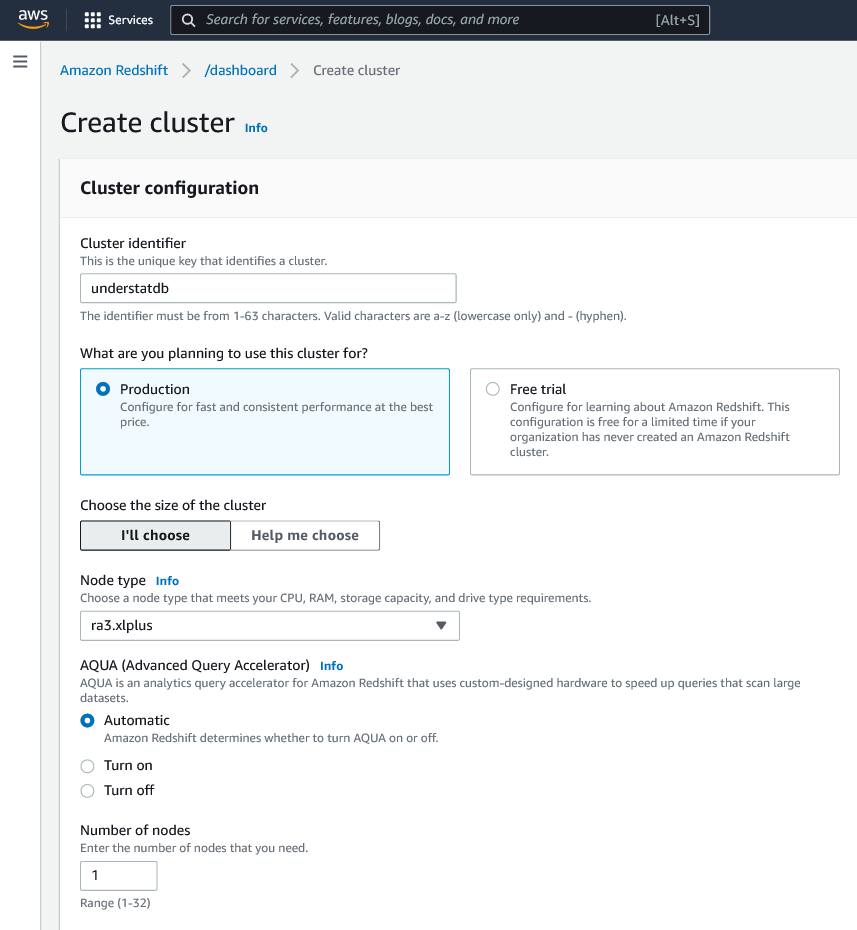 aws
Services
Search for services, features, blogs, docs, and more
[Alt+S]
Amazon Redshift
/dashboard
Create cluster
Create cluster
Info
Cluster configuration
Cluster identifier
This is the unique key that identifies a cluster.
understatdb
The identifier must be from 1-63 characters. Valid characters are a-z (lowercase only) and - (hyphen).
What are you planning to use this cluster for?
Production
Configure for fast and consistent performance at the best
price.
Free trial
Configure for learning about Amazon Redshift. This
configuration is free for a limited time if your
organization has never created an Amazon Redshift
cluster.
Choose the size of the cluster
I'll choose
Help me choose
Node type
Info
Choose a node type that meets your CPU, RAM, storage capacity, and drive type requirements.
ra3.xlplus
AQUA (Advanced Query Accelerator)
Info
AQUA is an analytics query accelerator for Amazon Redshift that uses custom-designed hardware to speed up queries that scan large
datasets.
Automatic
Amazon Redshift determines whether to turn AQUA on or off.
Turn on
Turn off
Number of nodes
Enter the number of nodes that you need.
1
Range (1-32)